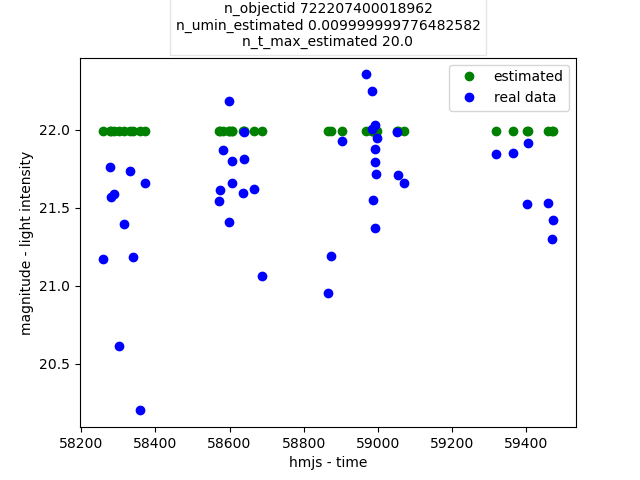 n_objectid 722207400018962
n_umin_estimated 0.009999999776482582
n_t_max_estimated 20.0
estimated
real data
magnitude - light intensity
22.0
21.5
21.0
20.5
58200 58400 58600 58800 59000 59200 59400
hmjs - time